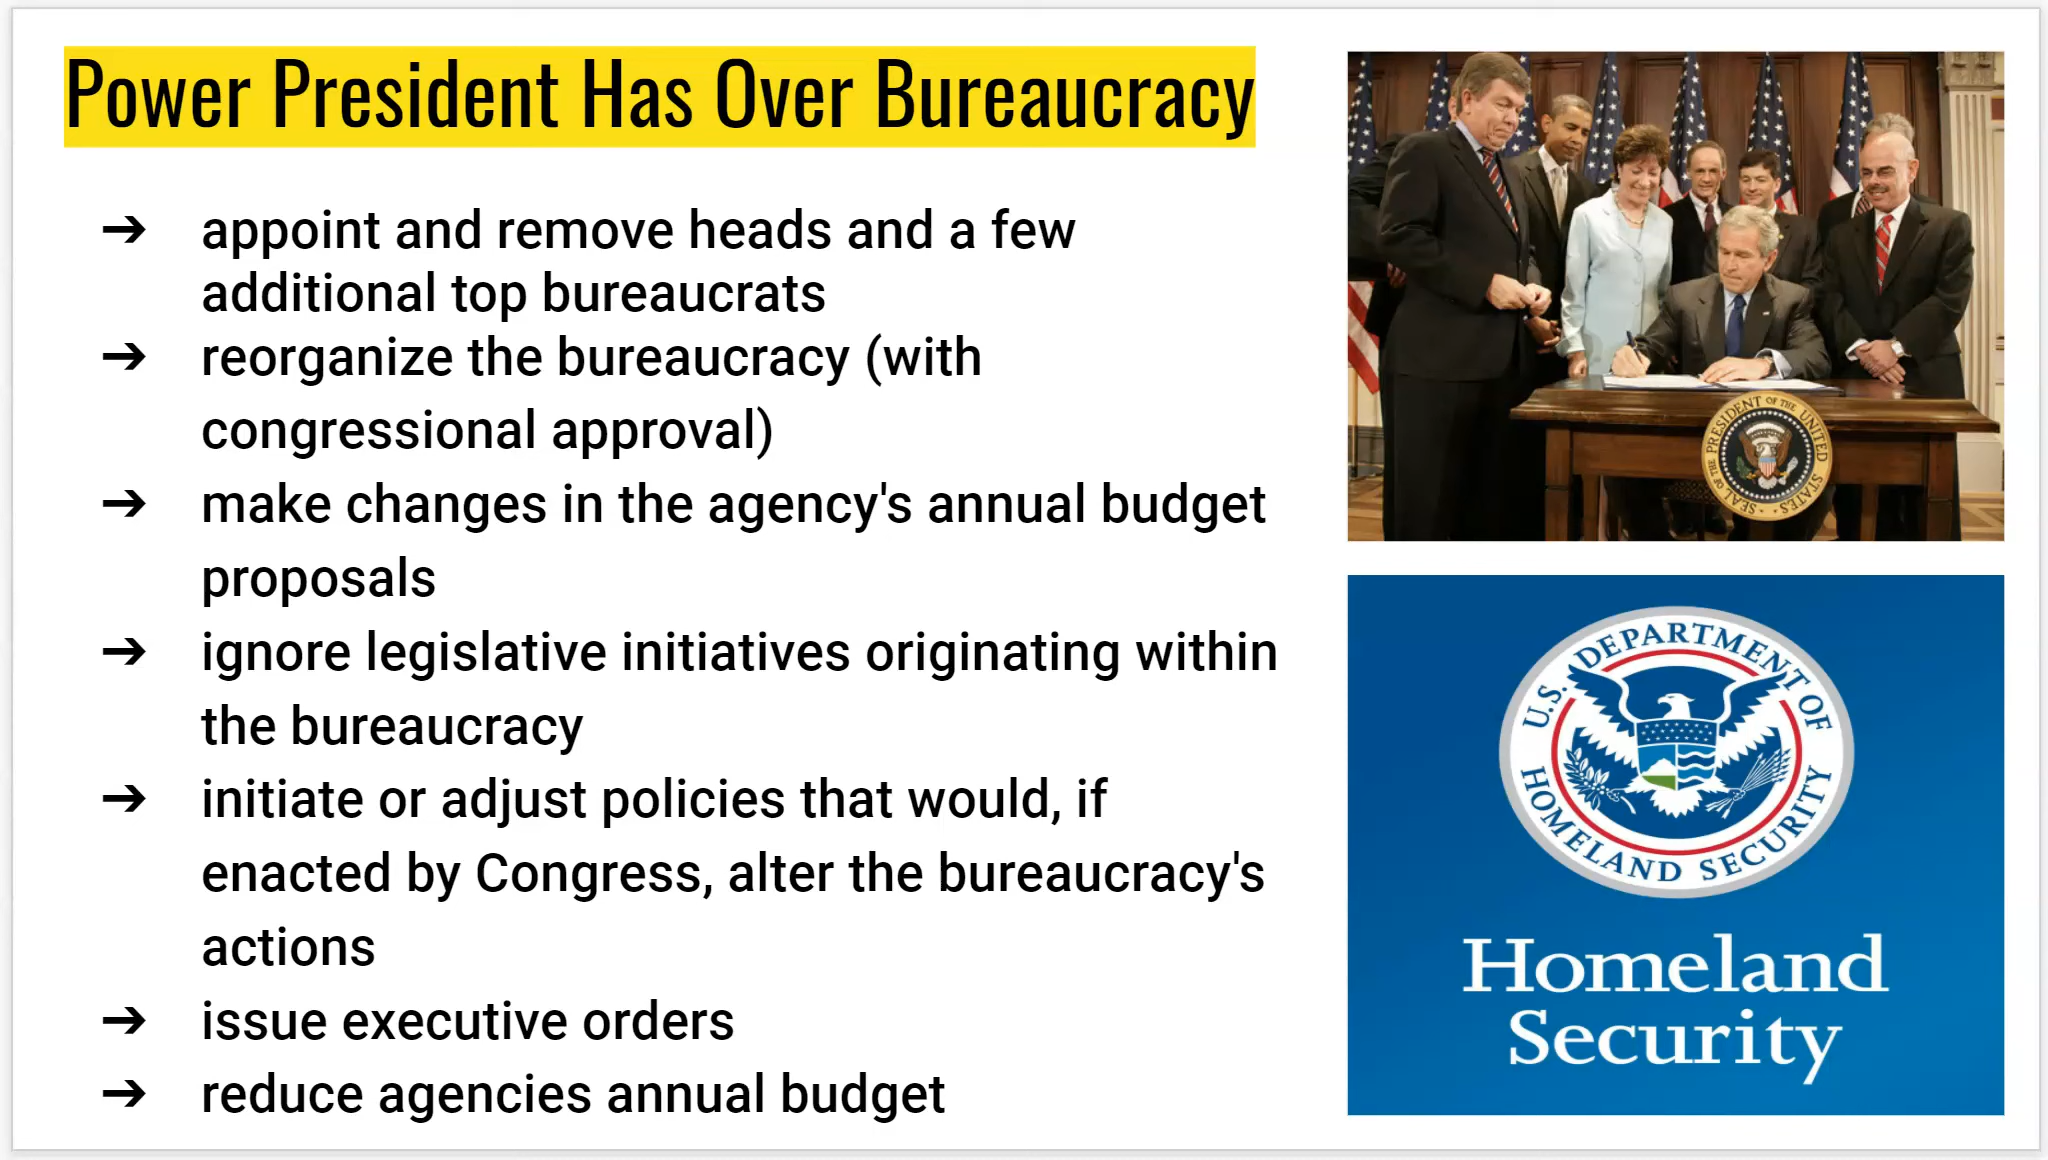 Power President Has Over Bureaucracy
➔ appoint and remove heads and a few
additional top bureaucrats
➔ reorganize the bureaucracy (with
congressional approval)
➔ make changes in the agency's annual budget
proposals
➔ ignore legislative initiatives originating within
the bureaucracy
➔ initiate or adjust policies that would, if
enacted by Congress, alter the bureaucracy's
actions
➔ issue executive orders
➔ reduce agencies annual budget
SEAL OF THE PRESIDENT OF THE UNITED STATES
U.S. DEPARTMENT OF
HOMELAND SECURITY
Homeland
Security